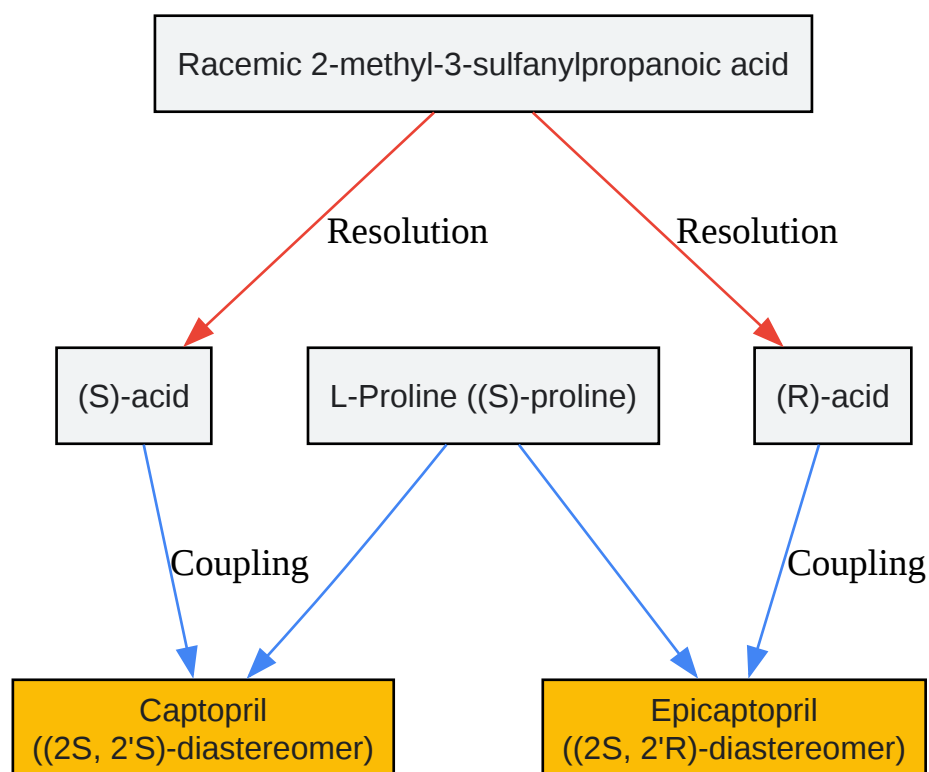 Racemic 2-methyl-3-sulfanylpropanoic acid
Resolution
Resolution
(S)-acid
L-Proline ((S)-proline)
(R)-acid
Coupling
Coupling
Captopril
((2S, 2'S)-diastereomer)
Epicaptopril
((2S, 2'R)-diastereomer)